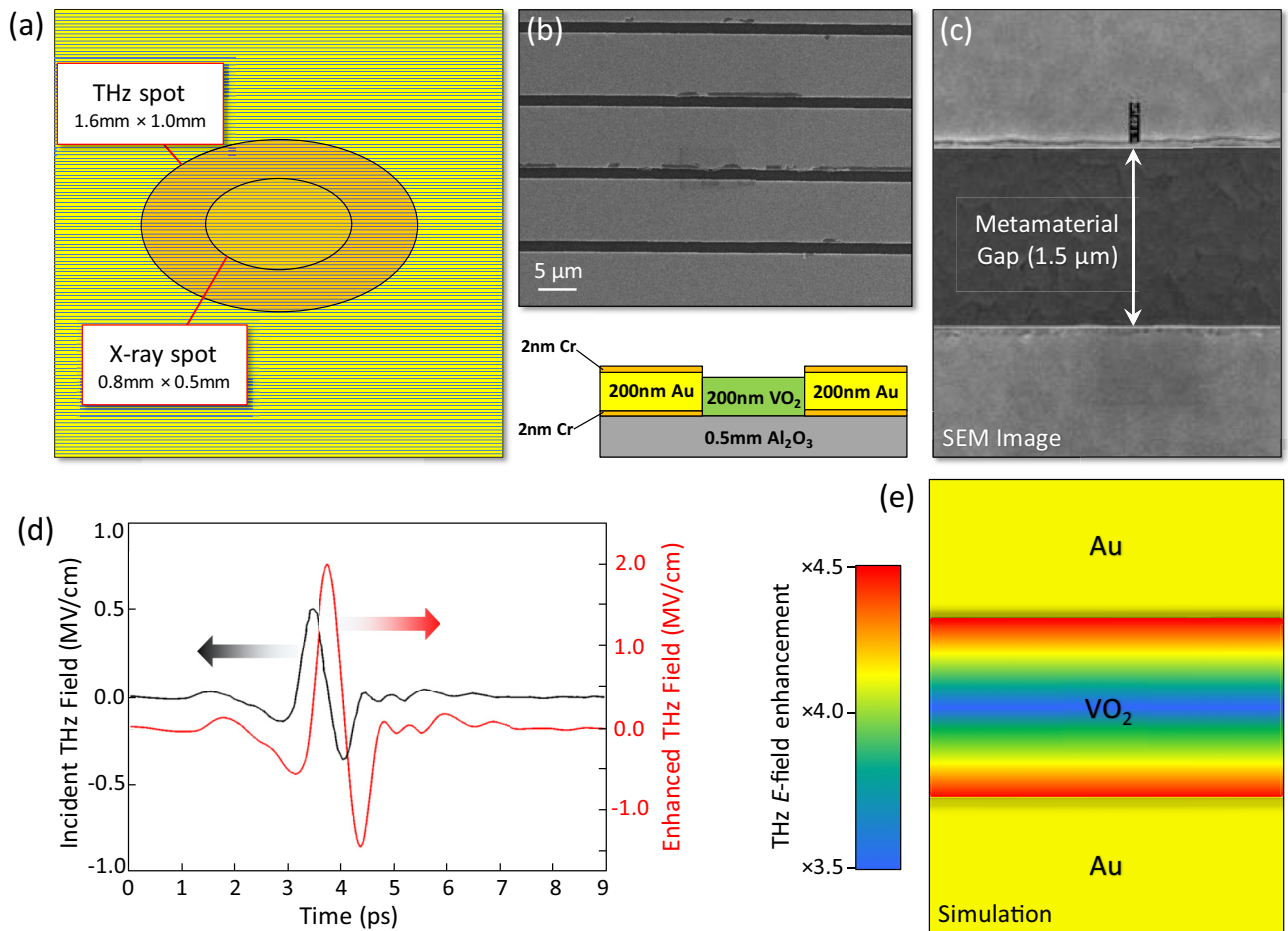 (a)
THz spot
1.6mm × 1.0mm
X-ray spot
0.8mm × 0.5mm
(b)
5 µm
2nm Cr
200nm Au
200nm VO₂
200nm Au
2nm Cr
0.5mm Al₂O₃
(c)
Metamaterial
Gap (1.5 µm)
SEM Image
(d)
Incident THz Field (MV/cm)
1.0
0.5
0.0
-0.5
-1.0
0 1 2 3 4 5 6 7 8 9
Time (ps)
2.0
1.0
0.0
-1.0
Enhanced THz Field (MV/cm)
THz E-field enhancement
×4.5
×4.0
×3.5
(e)
Au
VO₂
Au
Simulation